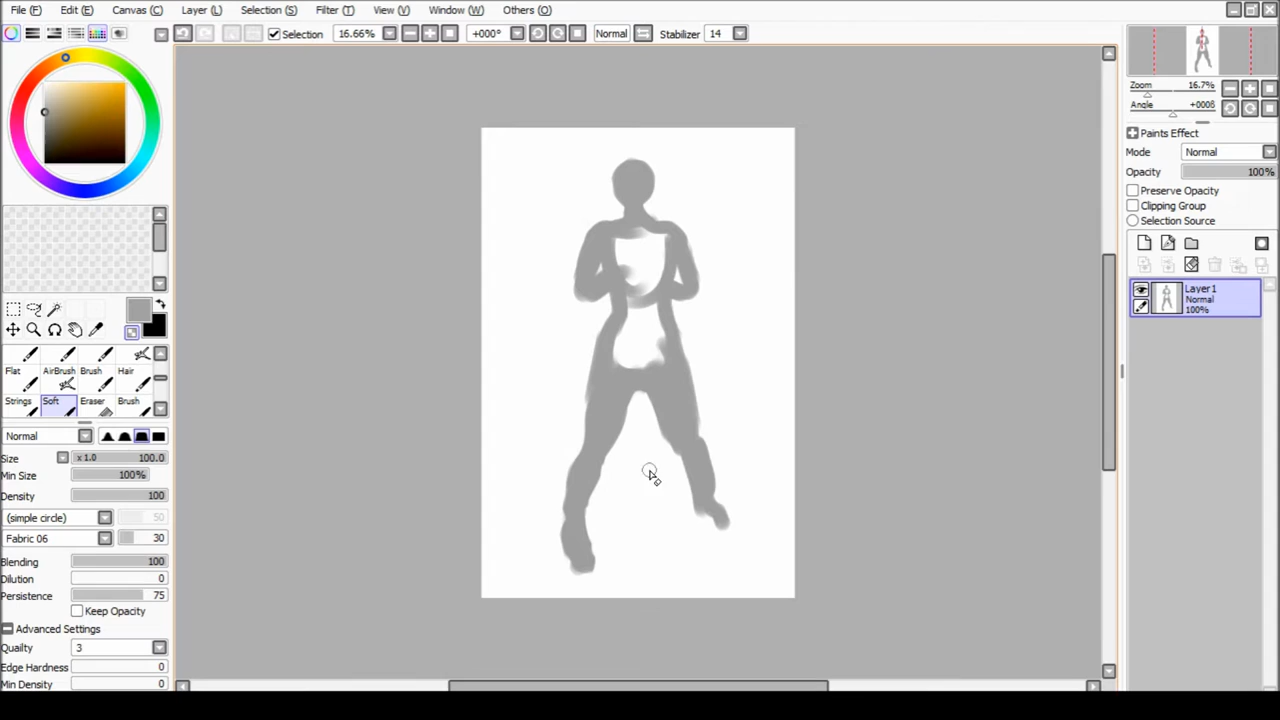 File (F) Edit (E) Canvas (C) Layer (L) Selection (S) Filter (T) View (V) Window (W) Others (O)
Selection 16.66% +000° Normal Stabilizer 14
Zoom 16.7%
Angle +0008
Paints Effect
Mode Normal
Opacity 100%
Preserve Opacity
Clipping Group
Selection Source
Layer1
Normal
100%
Flat AirBrush Brush Hair
Strings Soft Eraser Brush
Normal
Size x 1.0 100.0
Min Size 100%
Density 100
(simple circle) 50
Fabric 06 30
Blending 100
Dilution 0
Persistence 75
Keep Opacity
Advanced Settings
Quailty 3
Edge Hardness 0
Min Density 0